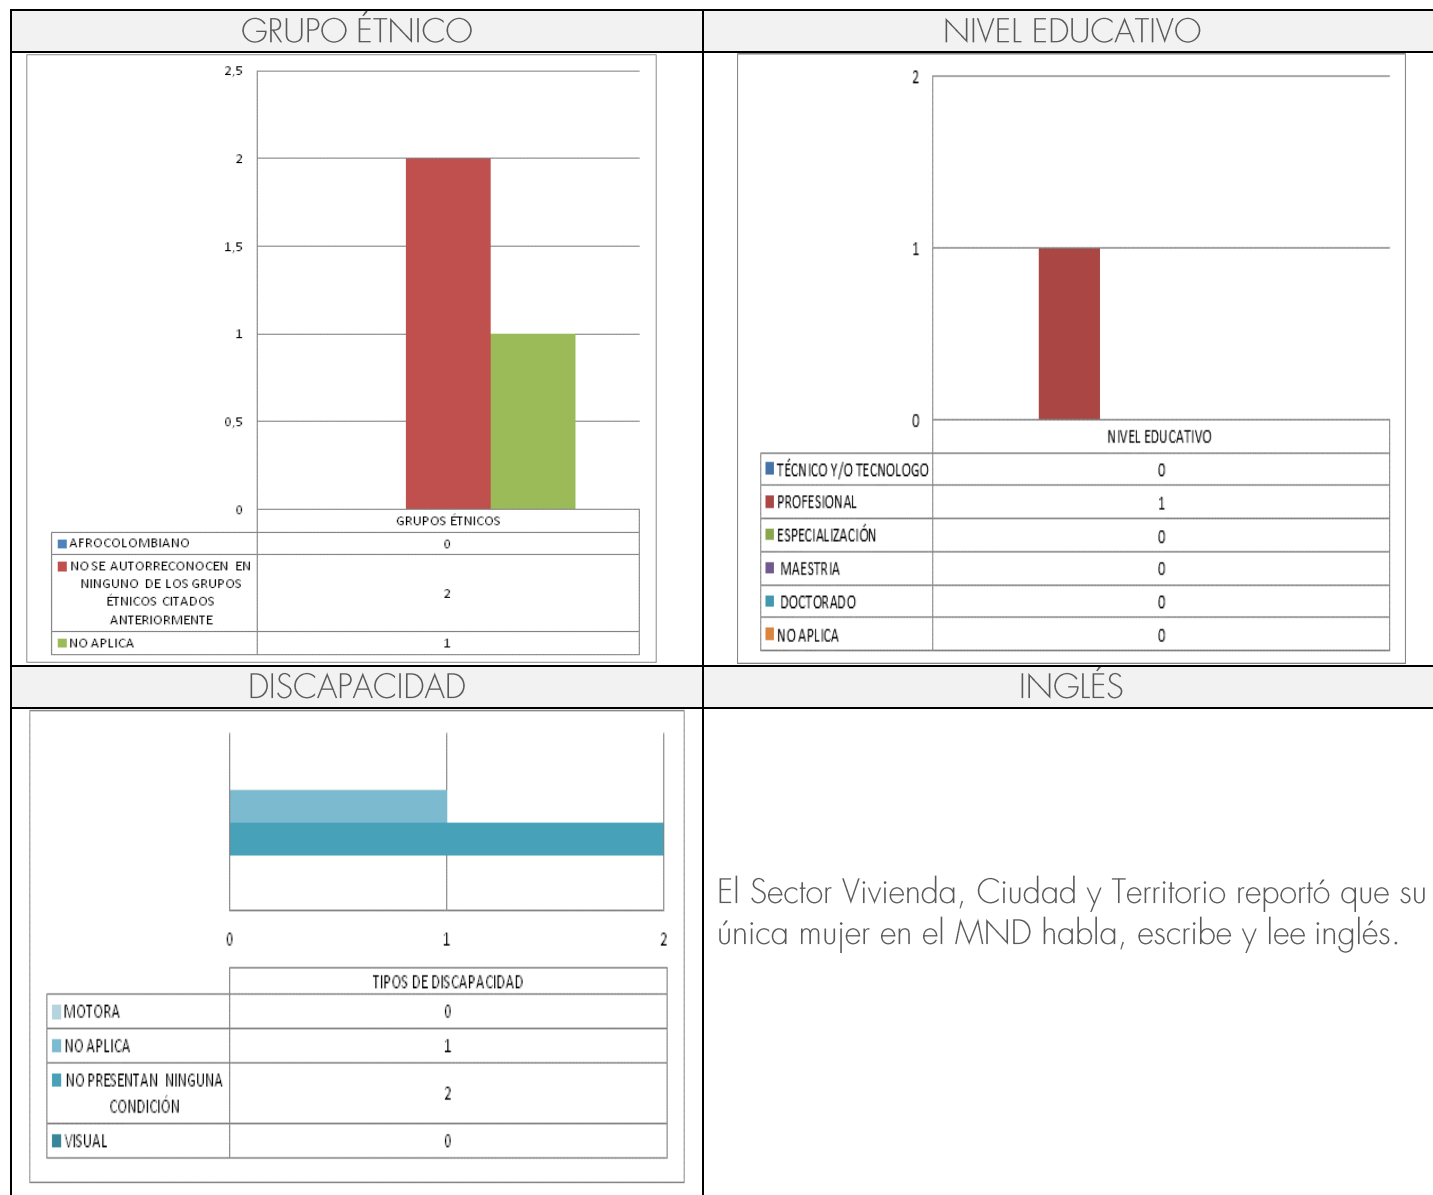 GRUPO ÉTNICO
2,5
2
1,5
1
0,5
0
GRUPOS ÉTNICOS
AFROCOLOMBIANO 0
NO SE AUTORRECONOCEN EN
NINGUNO DE LOS GRUPOS
ÉTNICOS CITADOS
ANTERIORMENTE
2
NO APLICA 1
NIVEL EDUCATIVO
2
1
0
NIVEL EDUCATIVO
TÉCNICO Y/O TECNOLOGO 0
PROFESIONAL 1
ESPECIALIZACIÓN 0
MAESTRIA 0
DOCTORADO 0
NO APLICA 0
DISCAPACIDAD
0 1 2
TIPOS DE DISCAPACIDAD
MOTORA 0
NO APLICA 1
NO PRESENTAN NINGUNA
CONDICIÓN
2
VISUAL 0
INGLÉS
El Sector Vivienda, Ciudad y Territorio reportó que su
única mujer en el MND habla, escribe y lee inglés.